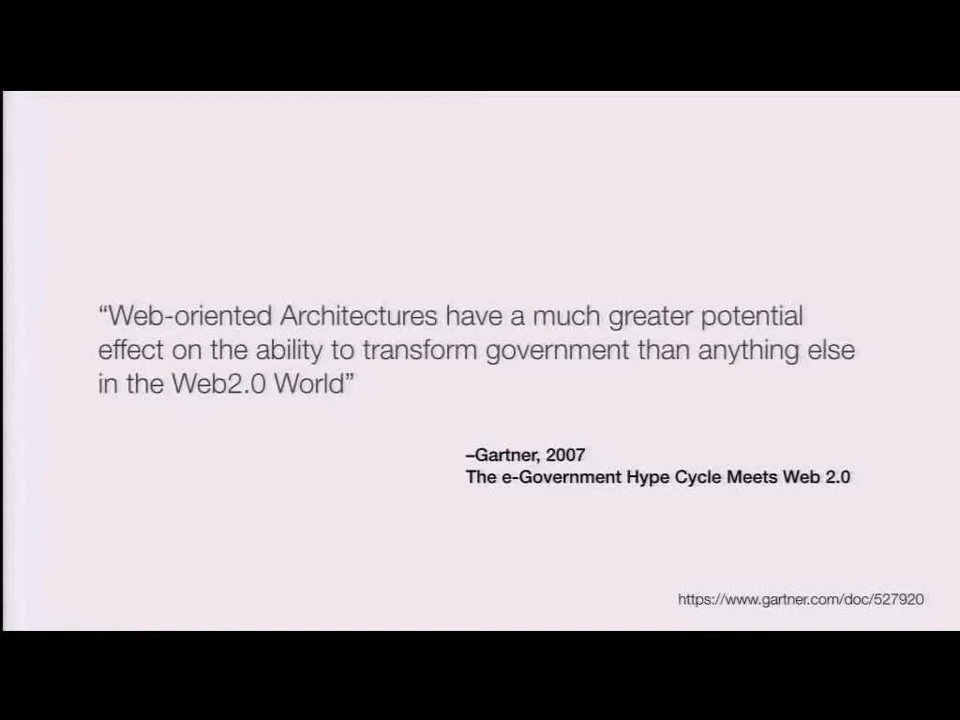 “Web-oriented Architectures have a much greater potential
effect on the ability to transform government than anything else
in the Web2.0 World”
–Gartner, 2007
The e-Government Hype Cycle Meets Web 2.0
https://www.gartner.com/doc/527920